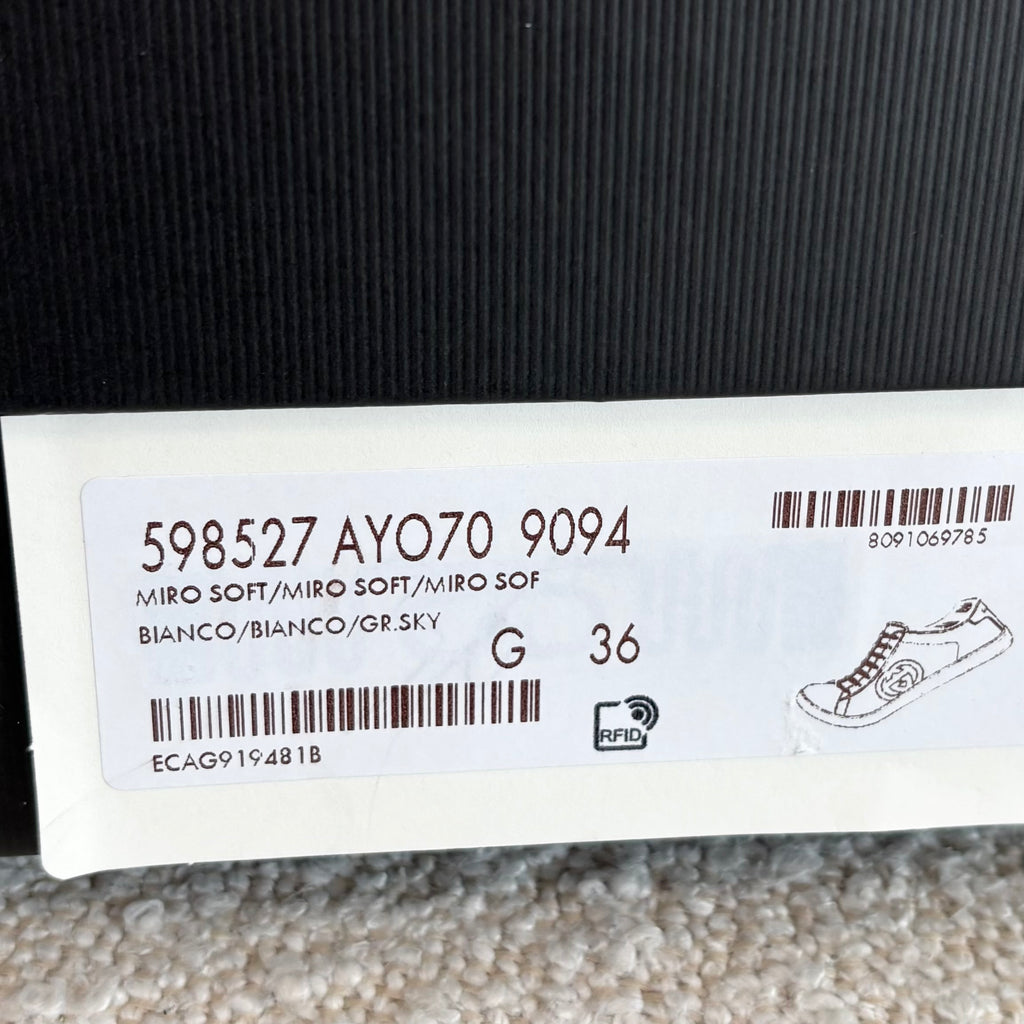 598527 AYO70 9094
8091069785
MIRO SOFT/MIRO SOFT/MIRO SOF
BIANCO/BIANCO/GR.SKY
G 36
RFID
ECAG919481B